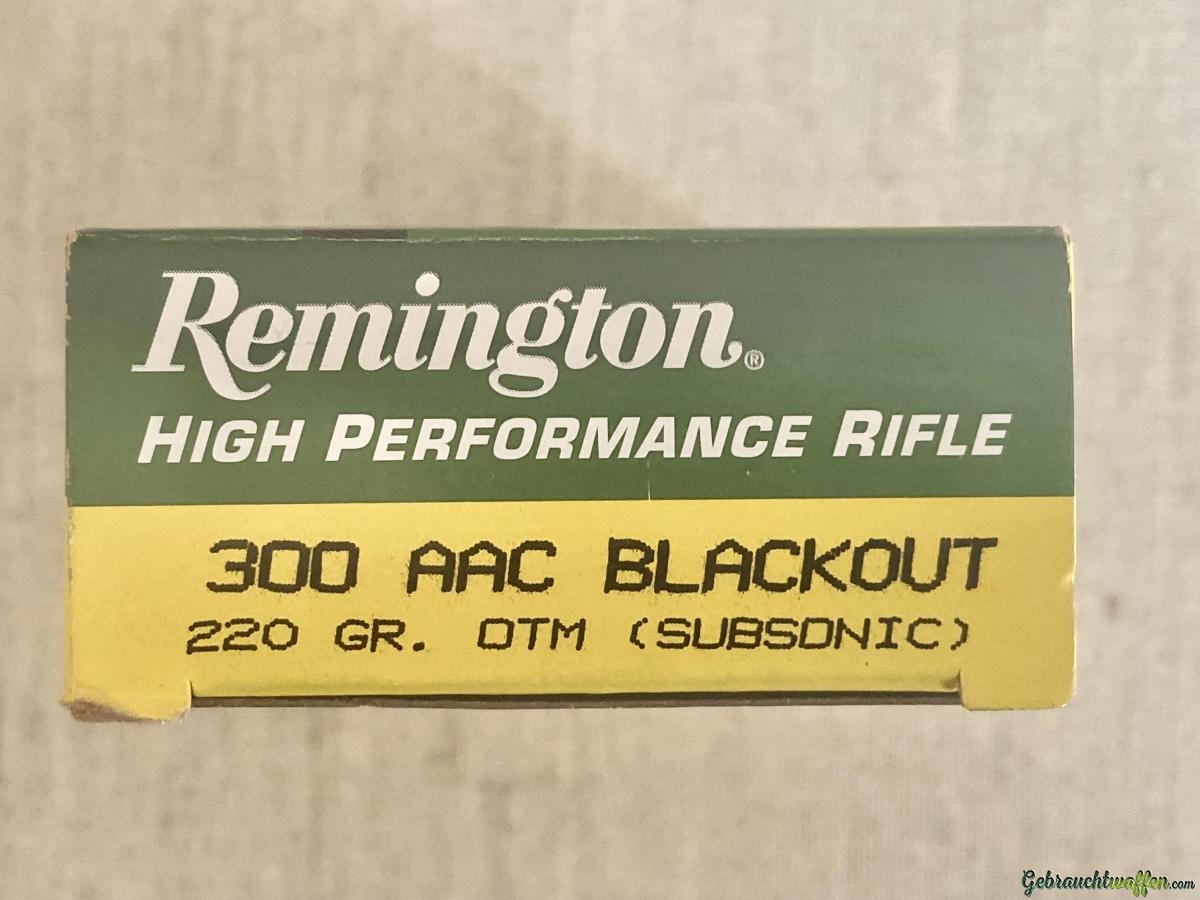 Remington®
HIGH PERFORMANCE RIFLE
300 AAC BLACKOUT
220 GR. OTM (SUBSONIC)
Gebrauchtwaffen.com